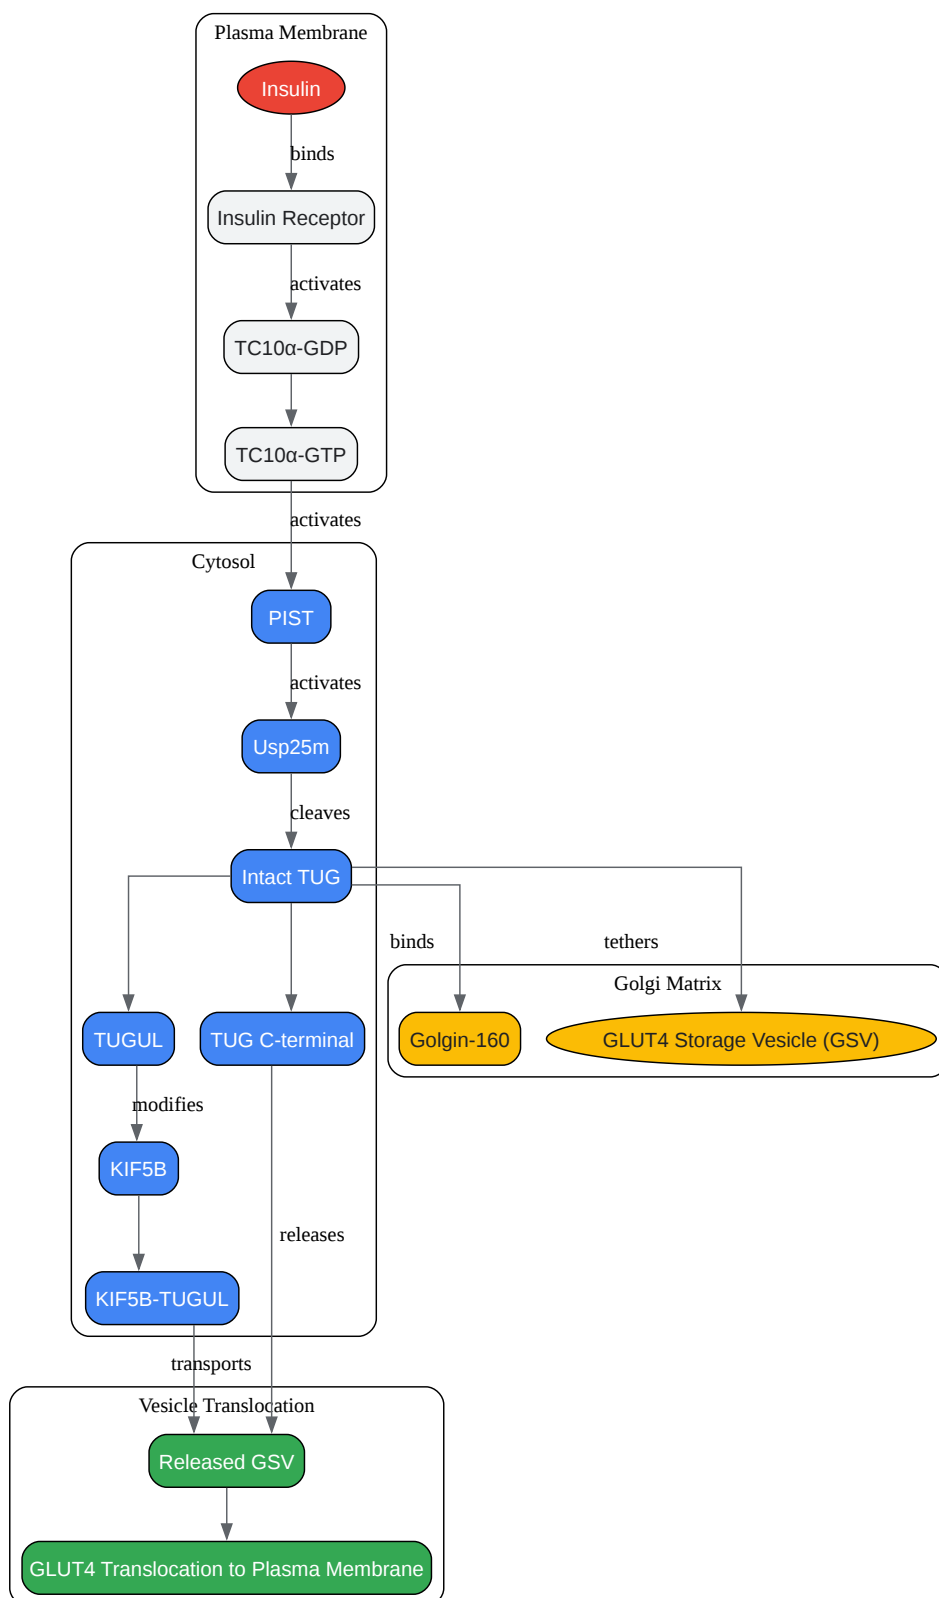 Plasma Membrane
Insulin
binds
Insulin Receptor
activates
TC10α-GDP
TC10α-GTP
activates
Cytosol
PIST
activates
Usp25m
cleaves
Intact TUG
binds
tethers
Golgi Matrix
TUGUL
TUG C-terminal
Golgin-160
GLUT4 Storage Vesicle (GSV)
modifies
KIF5B
releases
KIF5B-TUGUL
transports
Vesicle Translocation
Released GSV
GLUT4 Translocation to Plasma Membrane